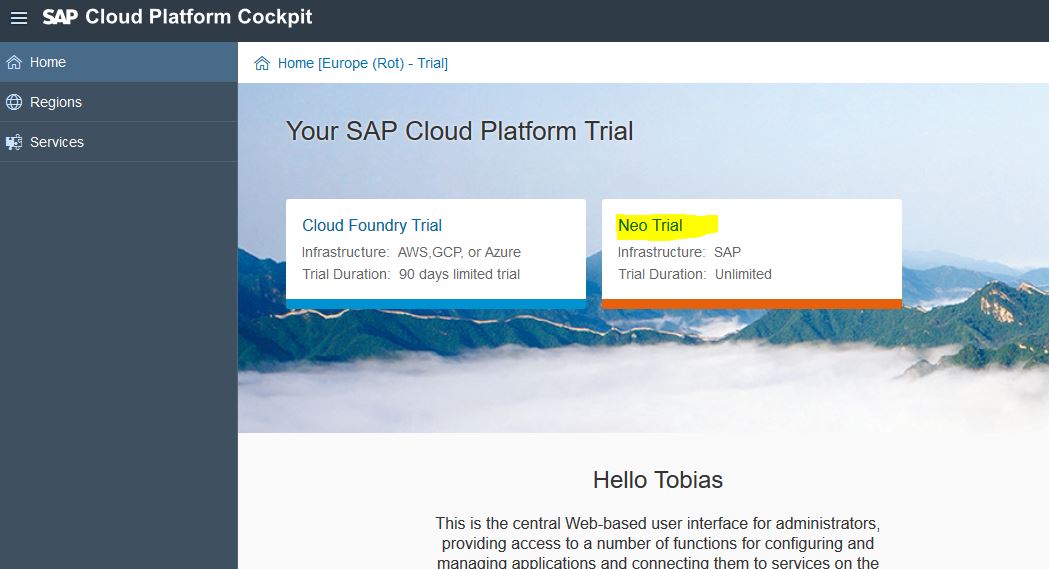 SAP Cloud Platform Cockpit
Home
Regions
Services
Home [Europe (Rot) - Trial]
Your SAP Cloud Platform Trial
Cloud Foundry Trial
Infrastructure: AWS,GCP, or Azure
Trial Duration: 90 days limited trial
Neo Trial
Infrastructure: SAP
Trial Duration: Unlimited
Hello Tobias
This is the central Web-based user interface for administrators,
providing access to a number of functions for configuring and
managing applications and connecting them to services on the